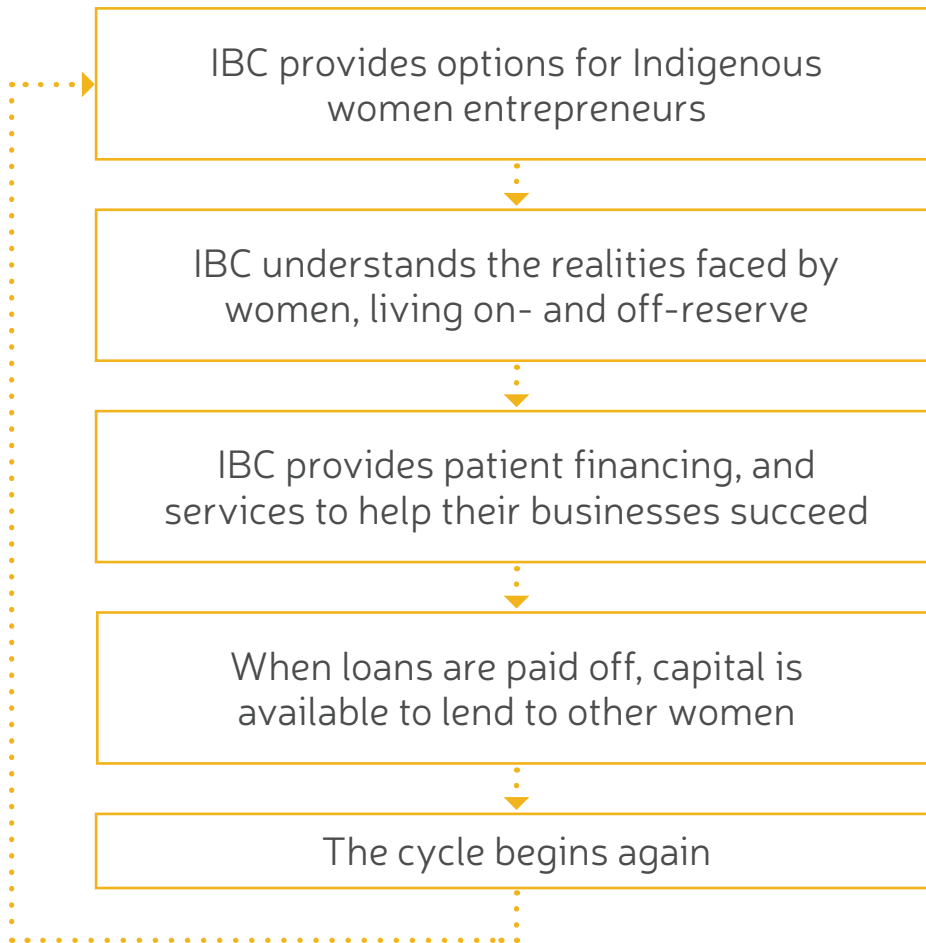 IBC provides options for Indigenous
women entrepreneurs
IBC understands the realities faced by
women, living on- and off-reserve
IBC provides patient financing, and
services to help their businesses succeed
When loans are paid off, capital is
available to lend to other women
The cycle begins again